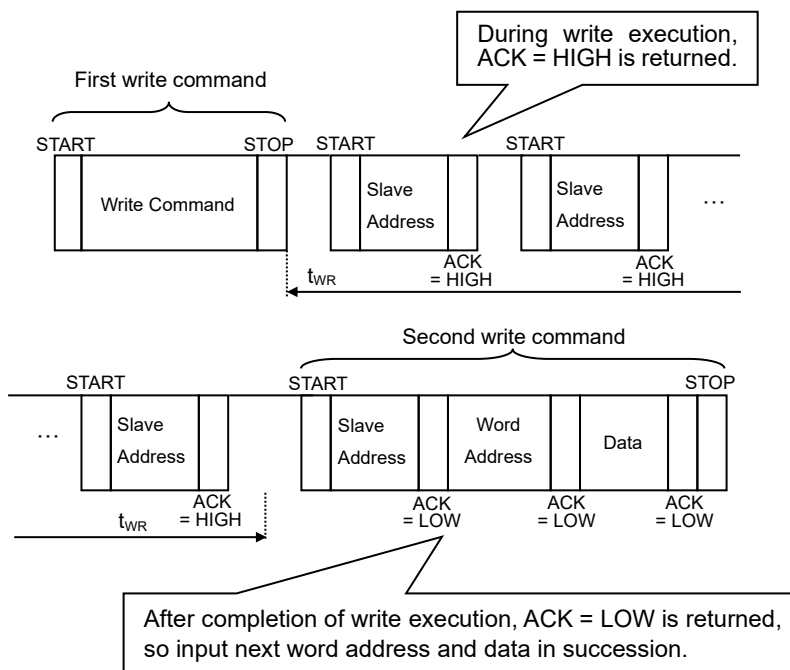 During write execution,
ACK = HIGH is returned.
First write command
START STOP START START
Write Command
Slave
Address
Slave
Address
…
ACK
= HIGH
ACK
= HIGH
tWR
Second write command
START START STOP
…
Slave
Address
Slave
Address
Word
Address
Data
ACK
= HIGH
ACK
= LOW
ACK
= LOW
ACK
= LOW
tWR
After completion of write execution, ACK = LOW is returned,
so input next word address and data in succession.